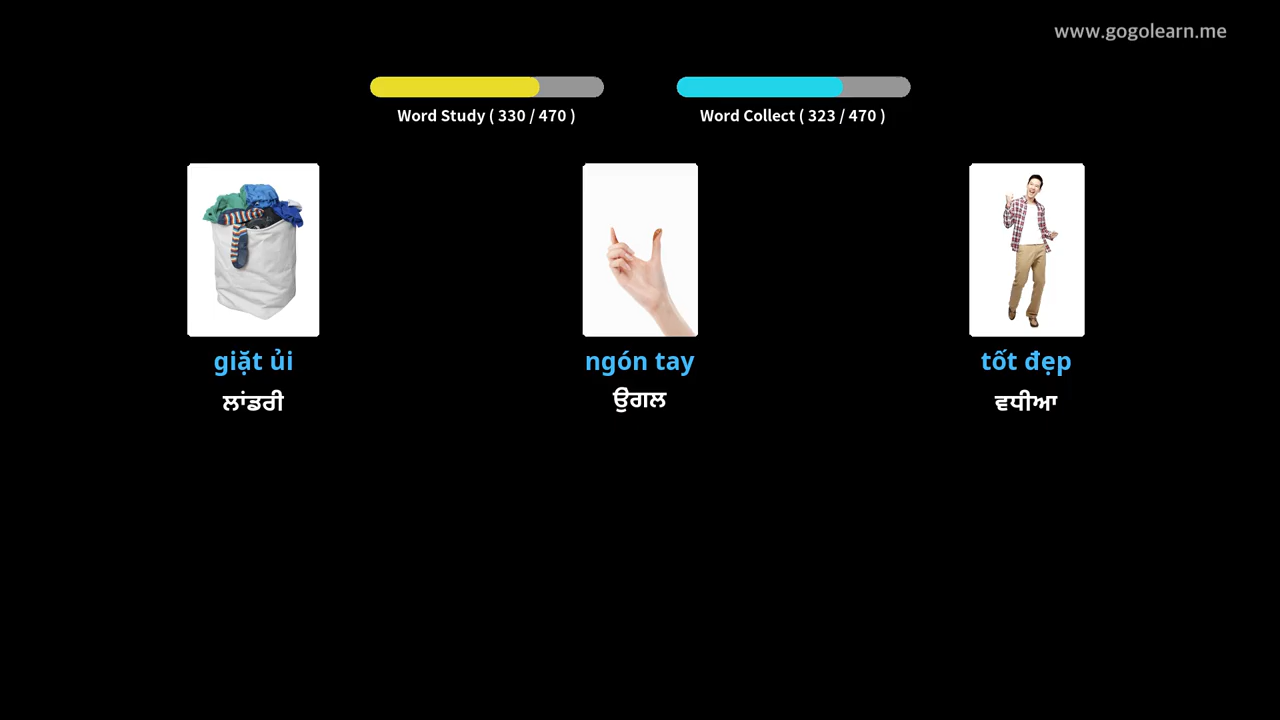 www.gogolearn.me
Word Study ( 330 / 470 )
Word Collect ( 323 / 470 )
giặt ủi
ngón tay
tốt đẹp
ਲਾਂਡਰੀ
ਉਗਲ
ਵਧੀਆ